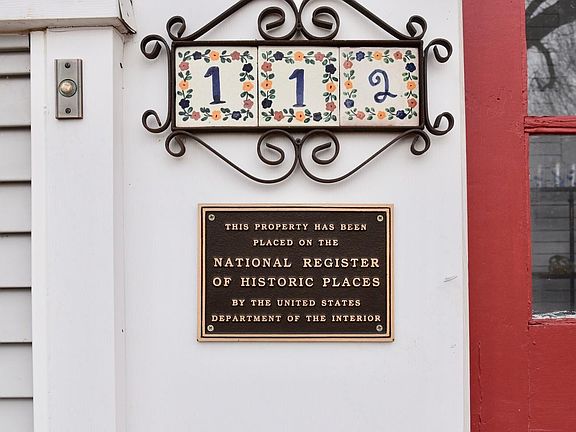 112
THIS PROPERTY HAS BEEN
PLACED ON THE
NATIONAL REGISTER
OF HISTORIC PLACES
BY THE UNITED STATES
DEPARTMENT OF THE INTERIOR